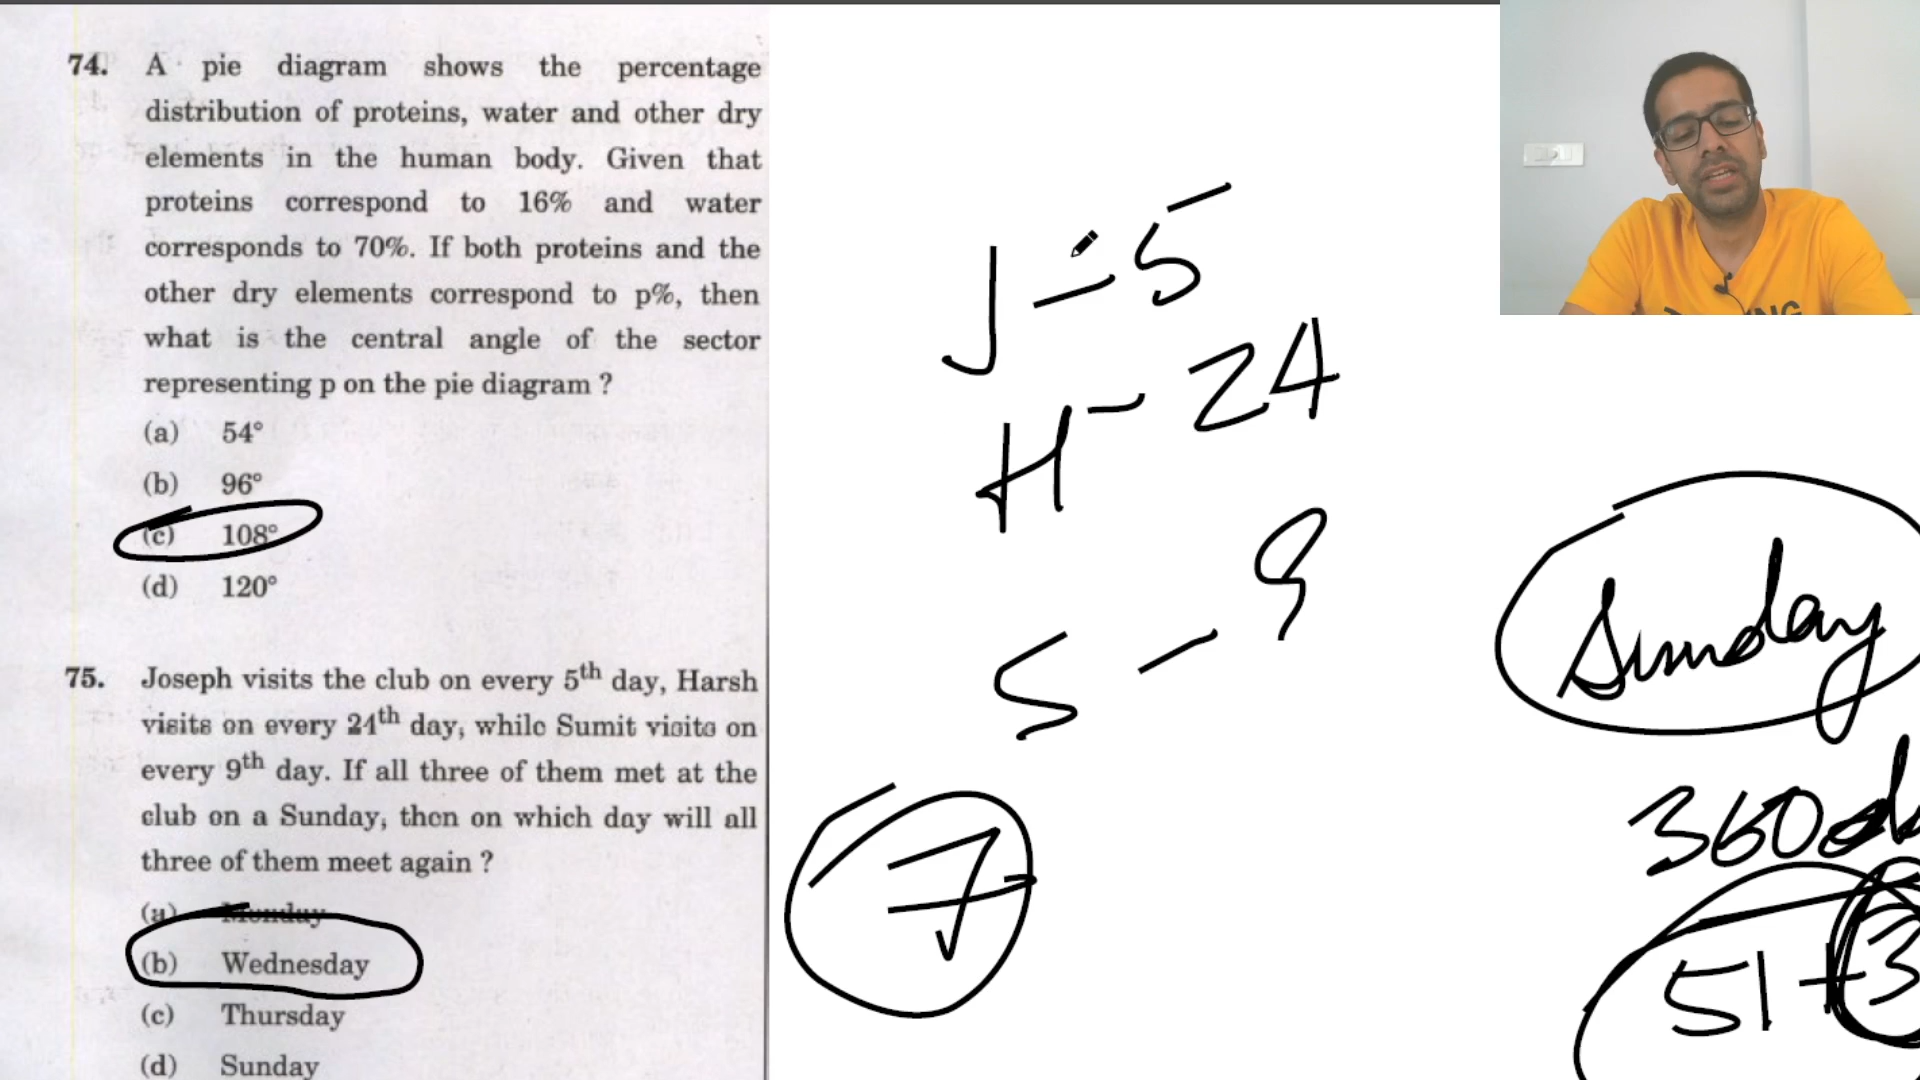 74. A pie diagram shows the percentage
distribution of proteins, water and other dry
elements in the human body. Given that
proteins correspond to 16% and water
corresponds to 70%. If both proteins and the
other dry elements correspond to p%, then
what is the central angle of the sector
representing p on the pie diagram ?
(a) 54°
(b) 96°
(c) 108°
(d) 120°
75. Joseph visits the club on every 5th day, Harsh
visits on every 24th day, while Sumit visits on
every 9th day. If all three of them met at the
club on a Sunday, then on which day will all
three of them meet again ?
(a) Monday
(b) Wednesday
(c) Thursday
(d) Sunday
J - 5
H - 24
S - 9
7
Sunday
360 d
51 + 3